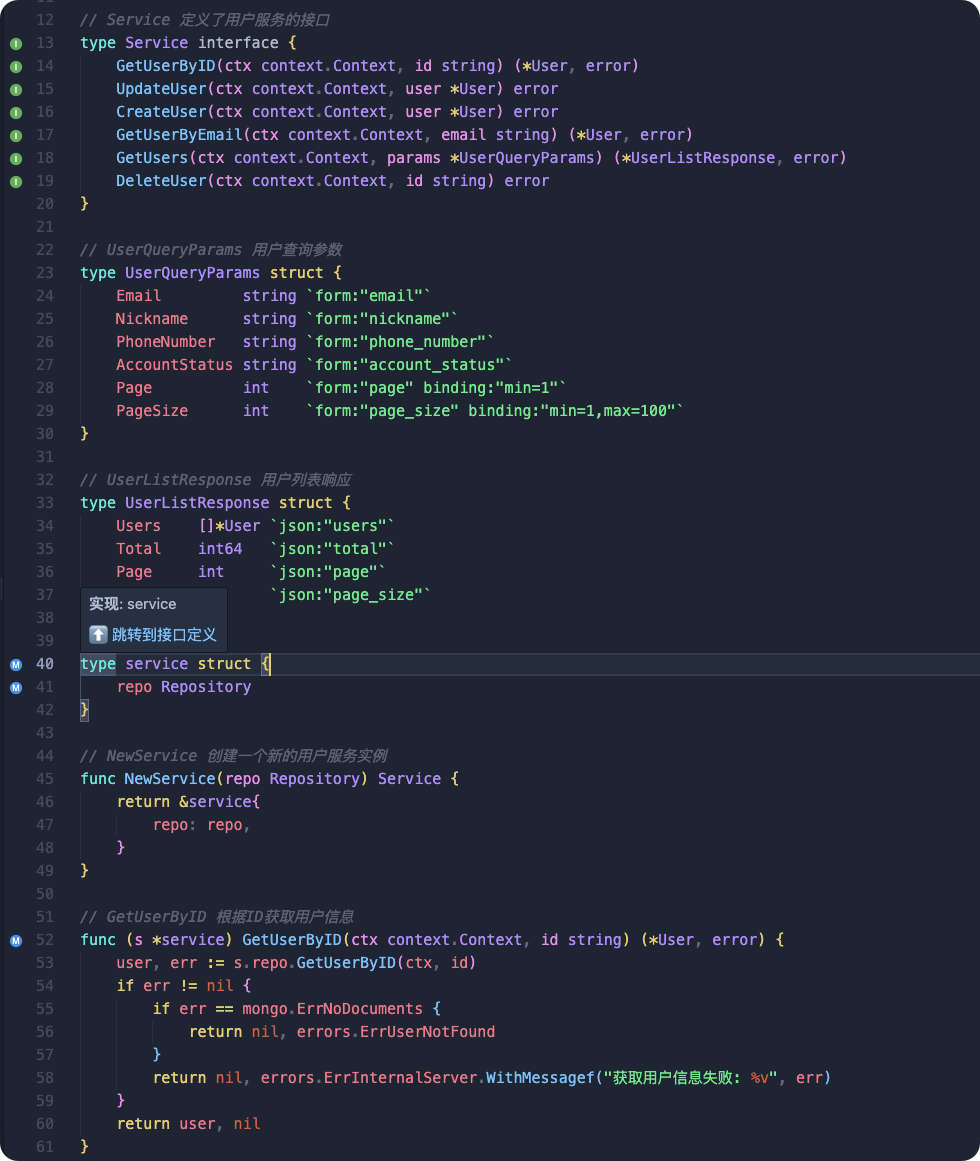 12 // Service 定义了用户服务的接口
13 type Service interface {
14     GetUserByID(ctx context.Context, id string) (*User, error)
15     UpdateUser(ctx context.Context, user *User) error
16     CreateUser(ctx context.Context, user *User) error
17     GetUserByEmail(ctx context.Context, email string) (*User, error)
18     GetUsers(ctx context.Context, params *UserQueryParams) (*UserListResponse, error)
19     DeleteUser(ctx context.Context, id string) error
20 }
21
22 // UserQueryParams 用户查询参数
23 type UserQueryParams struct {
24     Email         string `form:"email"`
25     Nickname      string `form:"nickname"`
26     PhoneNumber   string `form:"phone_number"`
27     AccountStatus string `form:"account_status"`
28     Page          int    `form:"page" binding:"min=1"`
29     PageSize      int    `form:"page_size" binding:"min=1,max=100"`
30 }
31
32 // UserListResponse 用户列表响应
33 type UserListResponse struct {
34     Users    []*User `json:"users"`
35     Total    int64   `json:"total"`
36     Page     int     `json:"page"`
37     `json:"page_size"`
实现: service
38
跳转到接口定义
39
40 type service struct {
41     repo Repository
42 }
43
44 // NewService 创建一个新的用户服务实例
45 func NewService(repo Repository) Service {
46     return &service{
47         repo: repo,
48     }
49 }
50
51 // GetUserByID 根据ID获取用户信息
52 func (s *service) GetUserByID(ctx context.Context, id string) (*User, error) {
53     user, err := s.repo.GetUserByID(ctx, id)
54     if err != nil {
55         if err == mongo.ErrNoDocuments {
56             return nil, errors.ErrUserNotFound
57         }
58         return nil, errors.ErrInternalServer.WithMessagef("获取用户信息失败: %v", err)
59     }
60     return user, nil
61 }